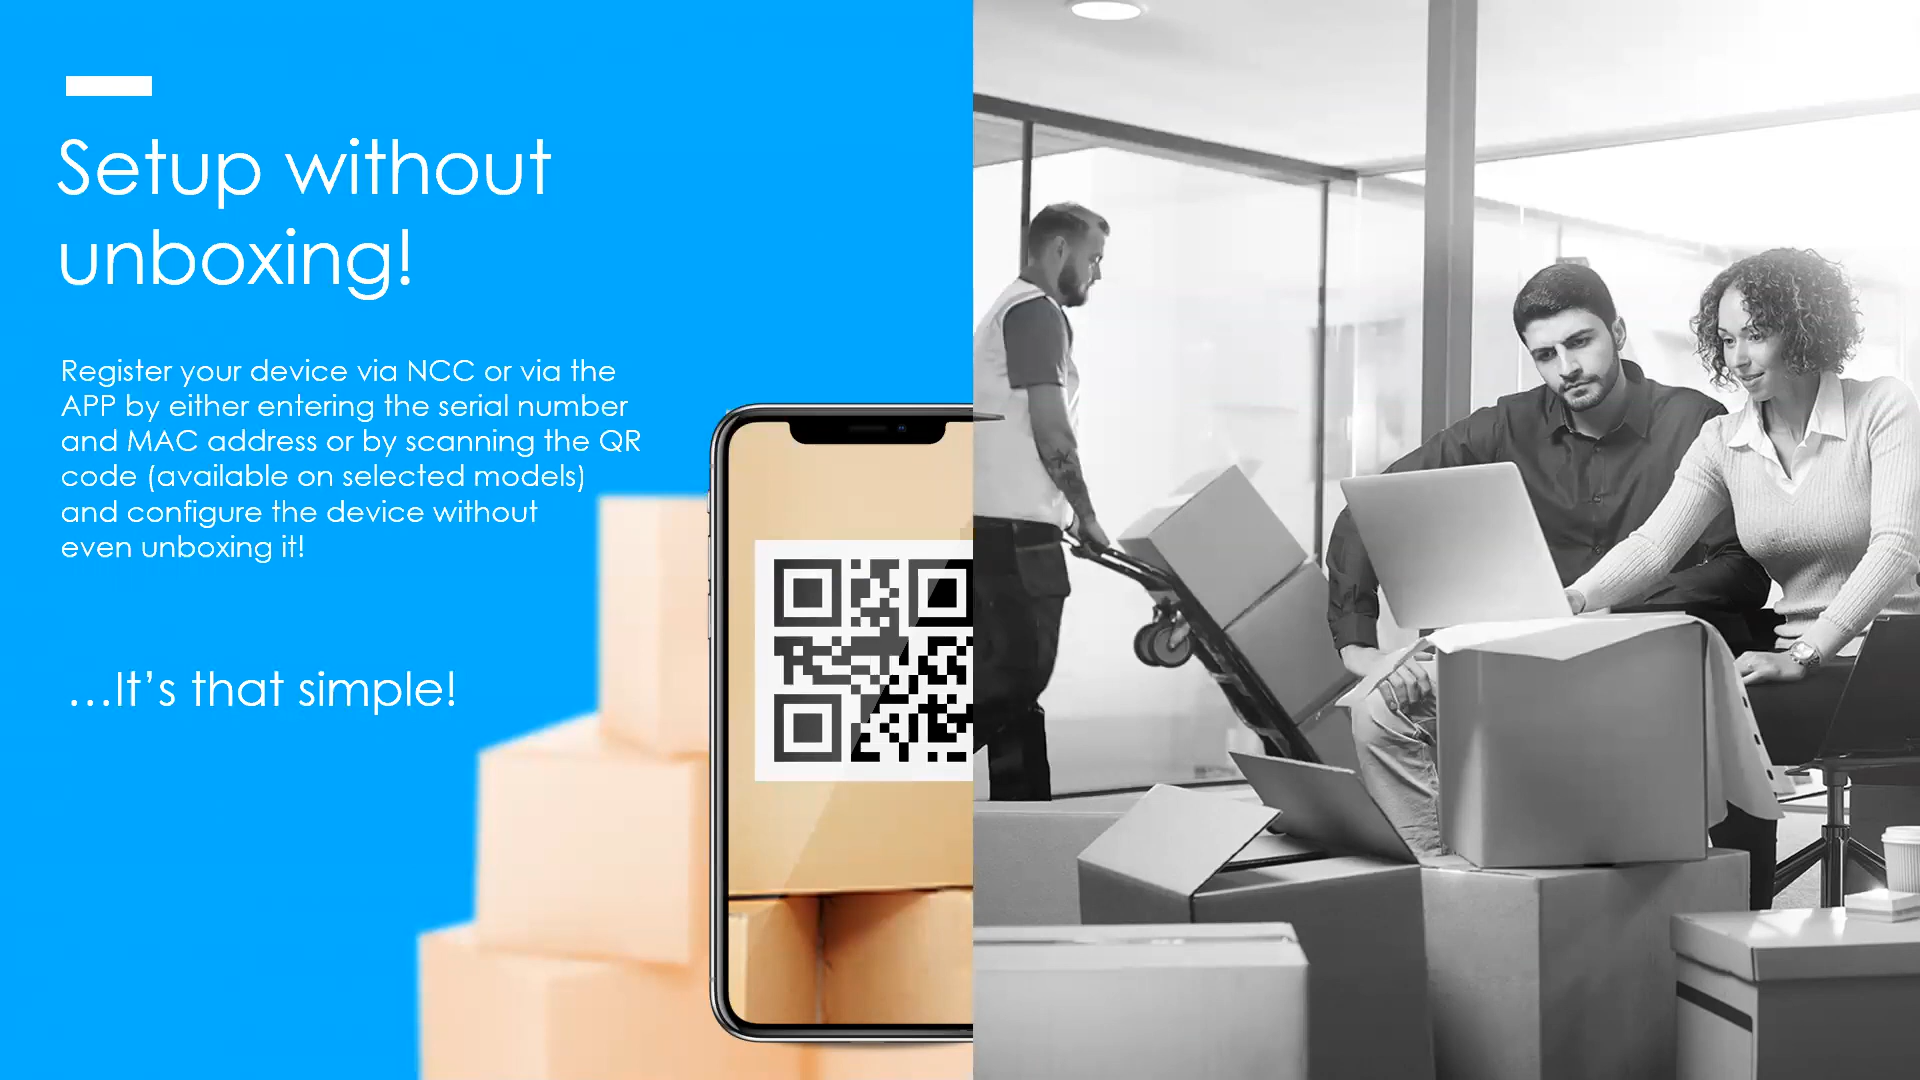 Setup without
unboxing!
Register your device via NCC or via the
APP by either entering the serial number
and MAC address or by scanning the QR
code (available on selected models)
and configure the device without
even unboxing it!
...It’s that simple!